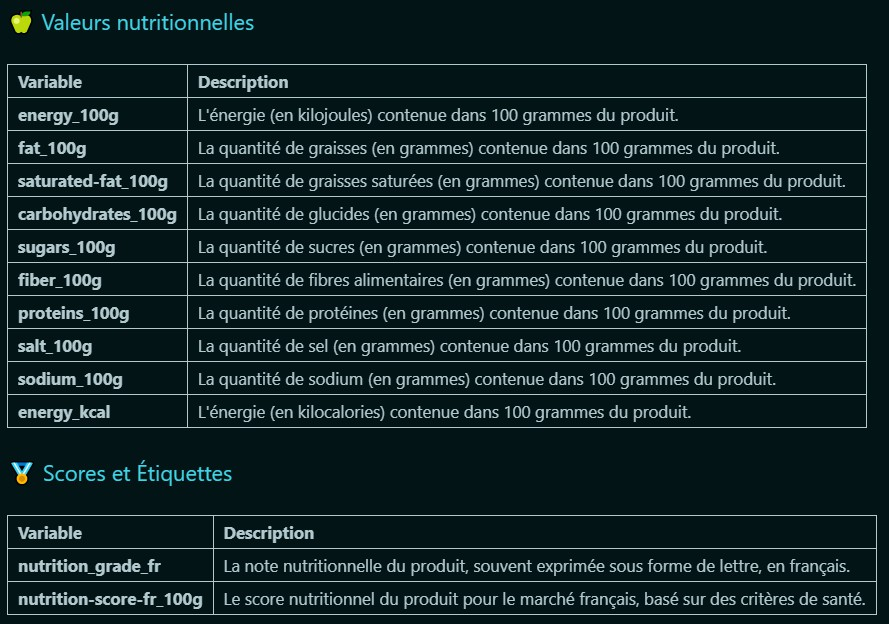 Valeurs nutritionnelles
Variable Description
energy_100g L'énergie (en kilojoules) contenue dans 100 grammes du produit.
fat_100g La quantité de graisses (en grammes) contenue dans 100 grammes du produit.
saturated-fat_100g La quantité de graisses saturées (en grammes) contenue dans 100 grammes du produit.
carbohydrates_100g La quantité de glucides (en grammes) contenue dans 100 grammes du produit.
sugars_100g La quantité de sucres (en grammes) contenue dans 100 grammes du produit.
fiber_100g La quantité de fibres alimentaires (en grammes) contenue dans 100 grammes du produit.
proteins_100g La quantité de protéines (en grammes) contenue dans 100 grammes du produit.
salt_100g La quantité de sel (en grammes) contenue dans 100 grammes du produit.
sodium_100g La quantité de sodium (en grammes) contenue dans 100 grammes du produit.
energy_kcal L'énergie (en kilocalories) contenue dans 100 grammes du produit.
Scores et Étiquettes
Variable Description
nutrition_grade_fr La note nutritionnelle du produit, souvent exprimée sous forme de lettre, en français.
nutrition-score-fr_100g Le score nutritionnel du produit pour le marché français, basé sur des critères de santé.